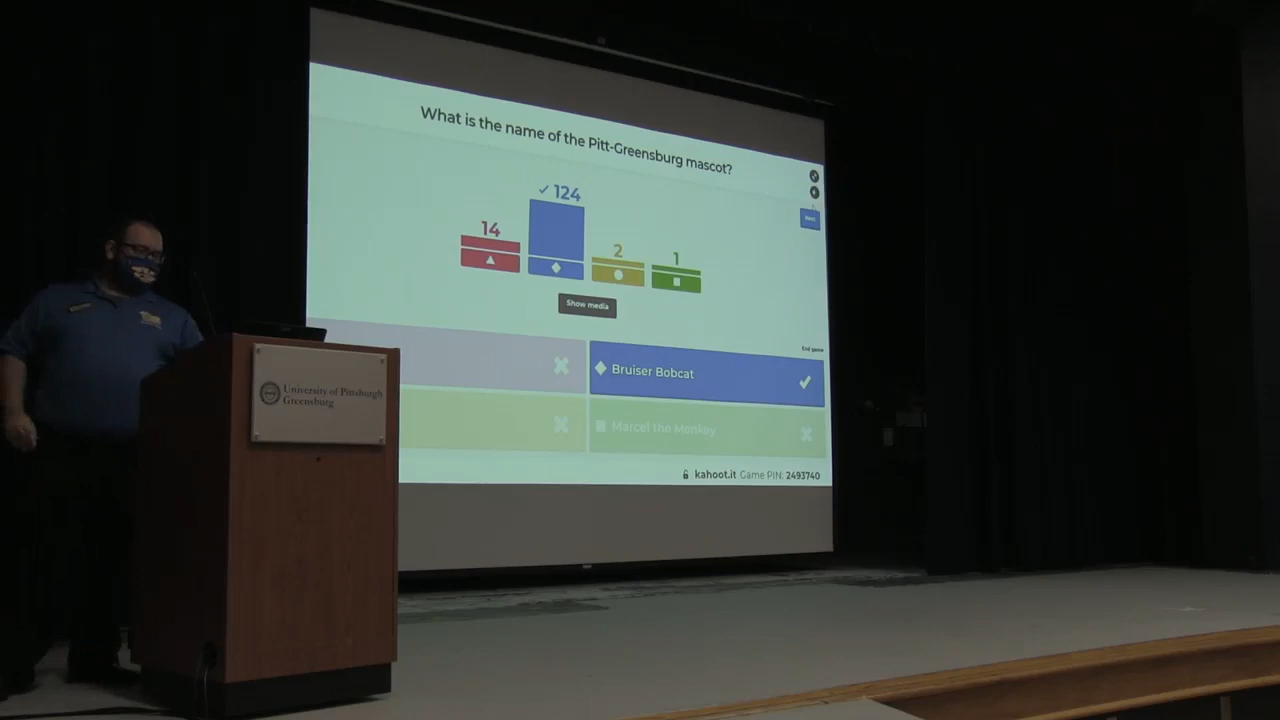 What is the name of the Pitt-Greensburg mascot?
14
124
2
1
Next
Show media
End game
Bruiser Bobcat
Marcel the Monkey
kahoot.it Game PIN: 2493740
University of Pittsburgh
Greensburg